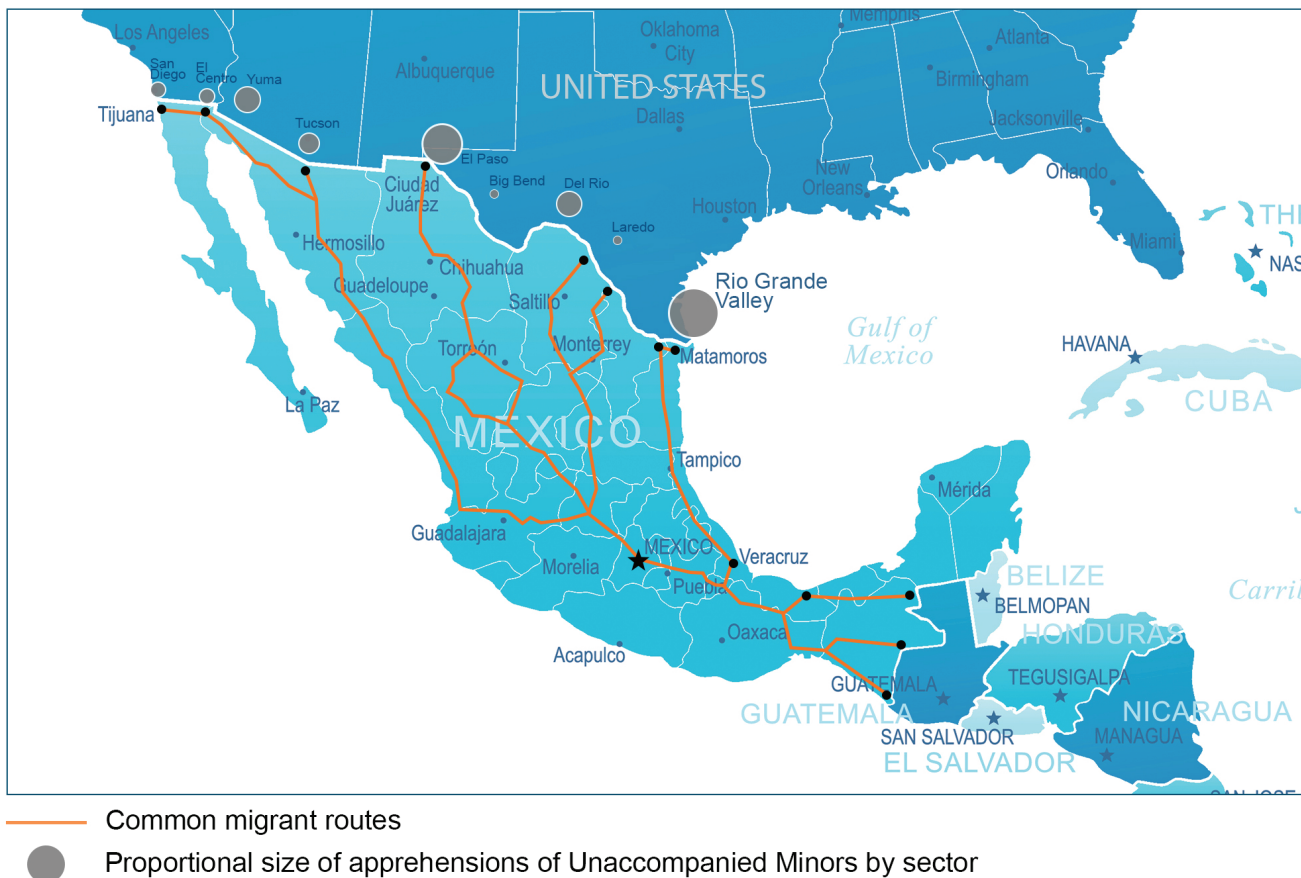 Memphis
Los Angeles
Oklahoma
City
Atlanta
San
Diego
El
Centro
Yuma
Albuquerque
Birmingham
UNITED STATES
Tijuana
Tucson
Dallas
Jacksonville
El Paso
Ciudad
Juárez
Big Bend
Del Rio
New
Orleans
Orlando
Houston
Laredo
Hermosillo
Miami
NAS
Chihuahua
Guadeloupe
Saltillo
Rio Grande
Valley
Gulf of
Mexico
HAVANA
Torreón
Monterrey
Matamoros
La Paz
CUBA
MEXICO
Tampico
Mérida
Guadalajara
MEXICO
Veracruz
Morelia
Puebla
BELIZE
BELMOPAN
Carrib
Oaxaca
HONDURAS
Acapulco
GUATEMALA
TEGUSIGALPA
GUATEMALA
NICARAGUA
SAN SALVADOR
MANAGUA
EL SALVADOR
SAN JOSE
Common migrant routes
Proportional size of apprehensions of Unaccompanied Minors by sector